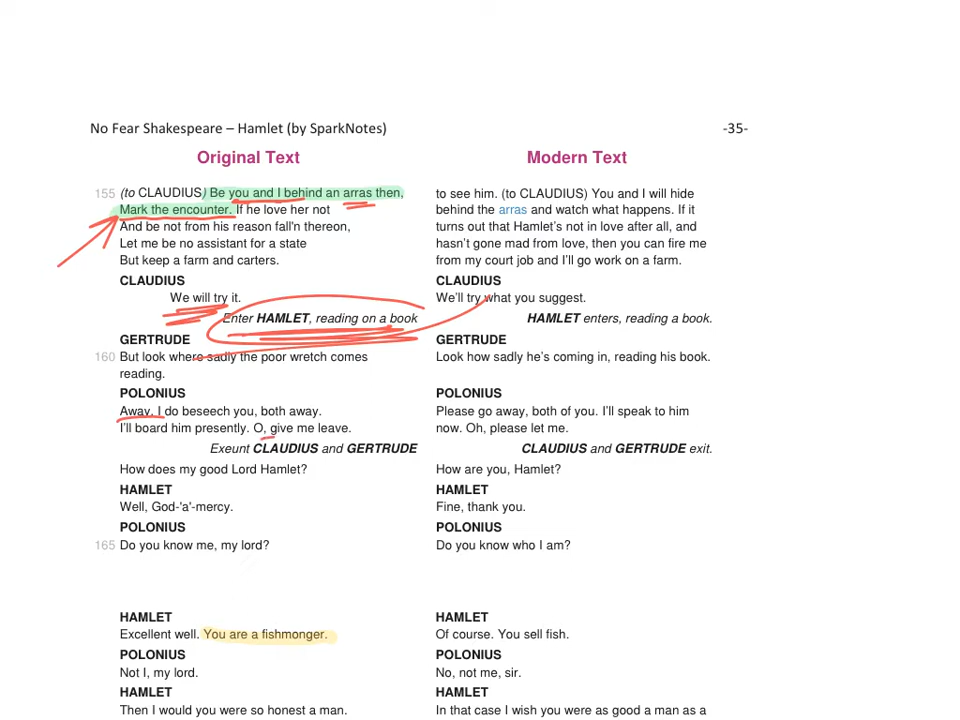 No Fear Shakespeare – Hamlet (by SparkNotes) -35-
Original Text
Modern Text
155 (to CLAUDIUS) Be you and I behind an arras then,
Mark the encounter. If he love her not
And be not from his reason fall'n thereon,
Let me be no assistant for a state
But keep a farm and carters.
to see him. (to CLAUDIUS) You and I will hide
behind the arras and watch what happens. If it
turns out that Hamlet's not in love after all, and
hasn't gone mad from love, then you can fire me
from my court job and I'll go work on a farm.
CLAUDIUS
We will try it.
CLAUDIUS
We'll try what you suggest.
Enter HAMLET, reading on a book
HAMLET enters, reading a book.
GERTRUDE
160 But look where sadly the poor wretch comes
reading.
GERTRUDE
Look how sadly he's coming in, reading his book.
POLONIUS
Away, I do beseech you, both away.
I'll board him presently. O, give me leave.
POLONIUS
Please go away, both of you. I'll speak to him
now. Oh, please let me.
Exeunt CLAUDIUS and GERTRUDE
CLAUDIUS and GERTRUDE exit.
How does my good Lord Hamlet?
How are you, Hamlet?
HAMLET
Well, God-'a'-mercy.
HAMLET
Fine, thank you.
POLONIUS
165 Do you know me, my lord?
POLONIUS
Do you know who I am?
HAMLET
Excellent well. You are a fishmonger.
HAMLET
Of course. You sell fish.
POLONIUS
Not I, my lord.
POLONIUS
No, not me, sir.
HAMLET
Then I would you were so honest a man.
HAMLET
In that case I wish you were as good a man as a